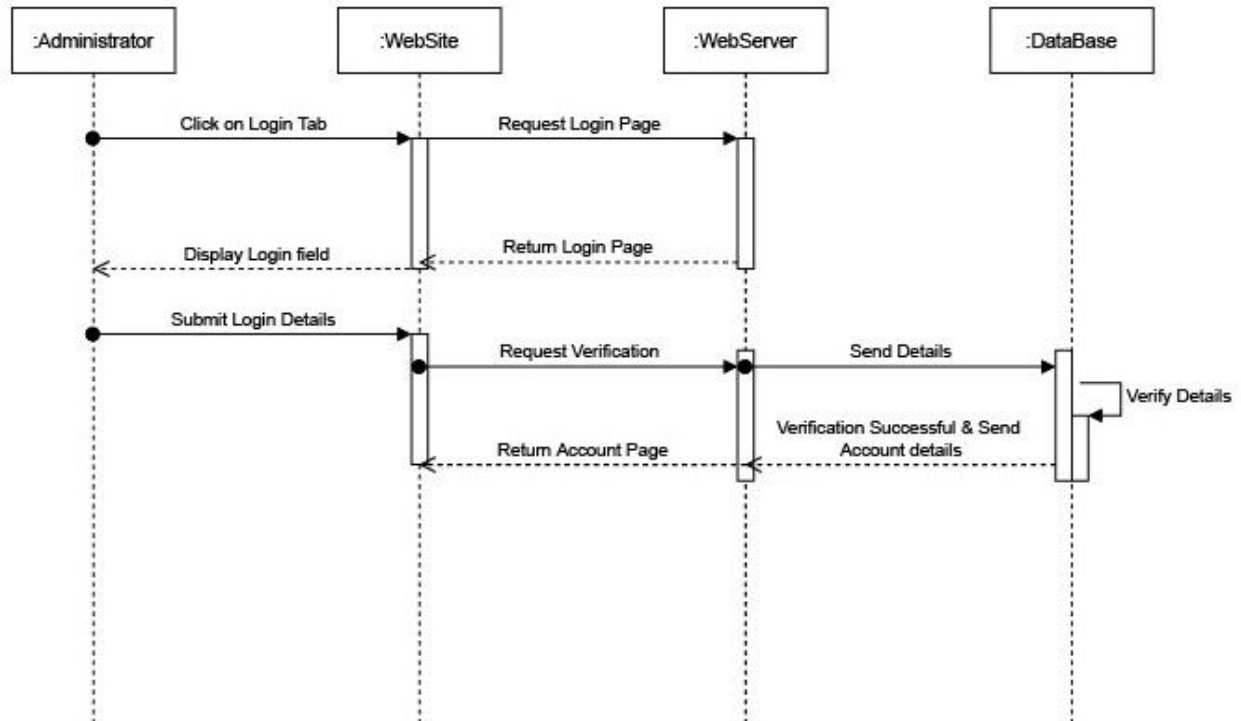 :Administrator
:WebSite
:WebServer
:DataBase
Click on Login Tab
Request Login Page
Return Login Page
Display Login field
Submit Login Details
Request Verification
Send Details
Verify Details
Verification Successful & Send
Account details
Return Account Page